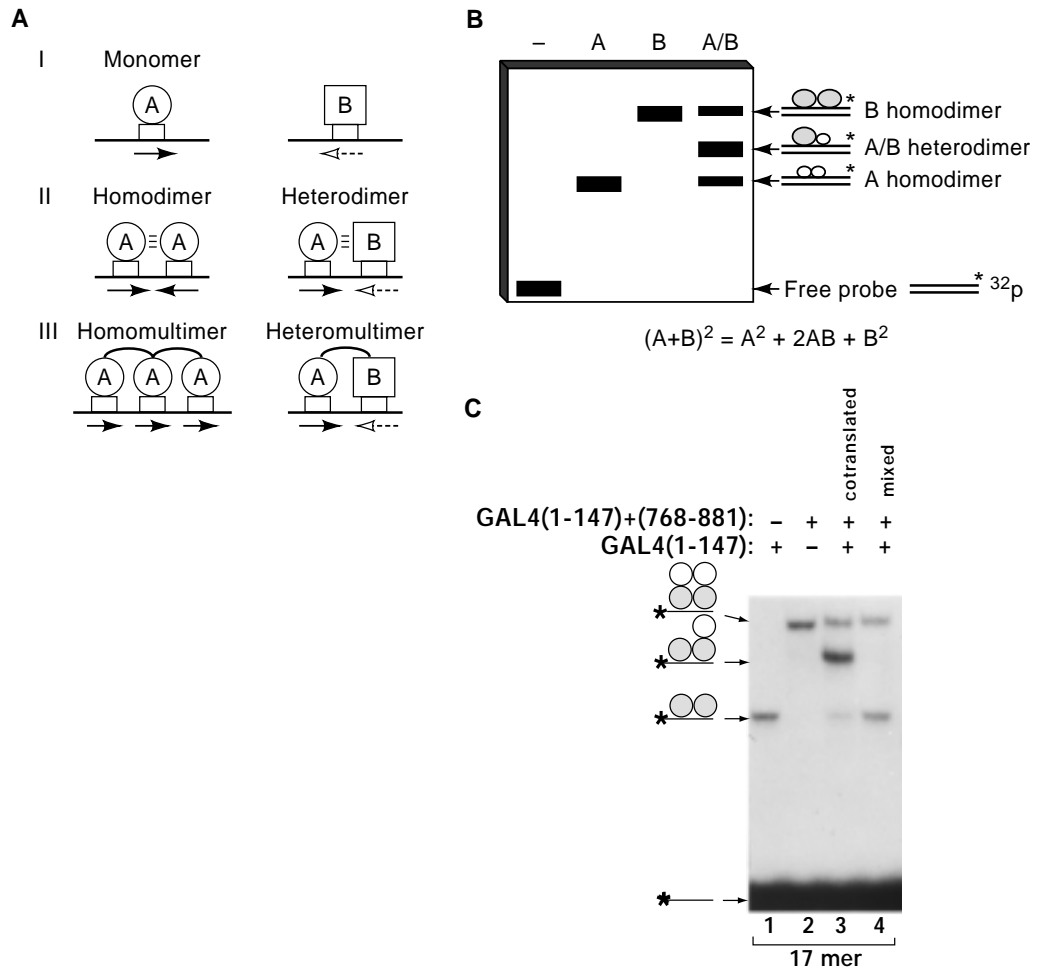 A
I Monomer
A B
II Homodimer Heterodimer
A A A B
III Homomultimer Heteromultimer
A A A A B
B
– A B A/B
* B homodimer
* A/B heterodimer
* A homodimer
Free probe * 32p
(A+B)2 = A2 + 2AB + B2
C
cotranslated
mixed
GAL4(1-147)+(768-881): – + + +
GAL4(1-147): + – + +
*
*
*
*
1 2 3 4
17 mer